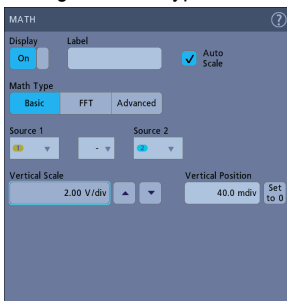 MATH ?
Display Label
On Auto Scale
Math Type
Basic FFT Advanced
Source 1 Source 2
1 - 2
Vertical Scale Vertical Position
2.00 V/div 40.0 mdiv Set to 0